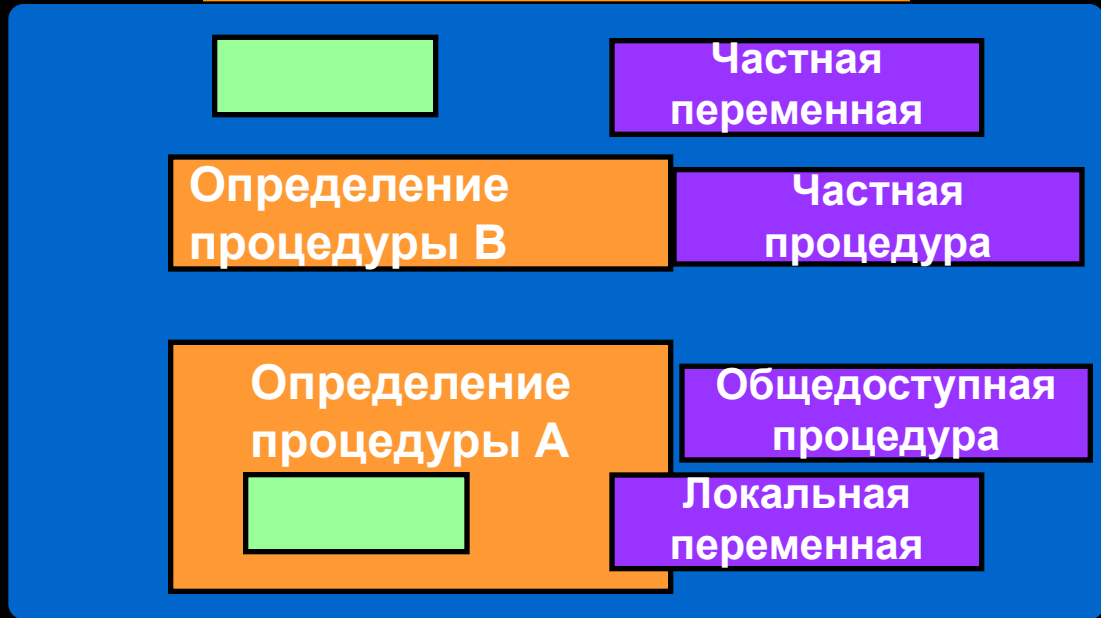 Частная
переменная
Определение
процедуры В
Частная
процедура
Определение
процедуры А
Общедоступная
процедура
Локальная
переменная